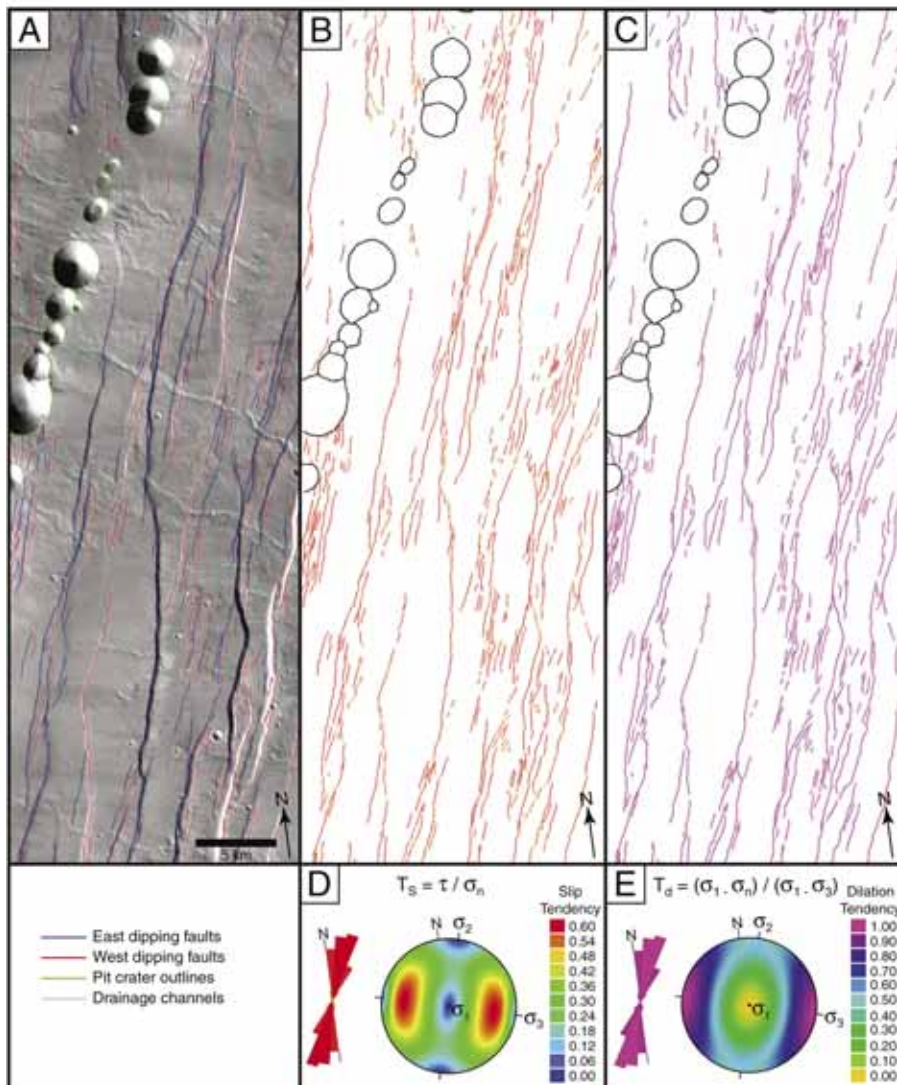 A
B
C
N
N
N
5 km
East dipping faults
West dipping faults
Pit crater outlines
Drainage channels
D
T_S = τ / σ_n
Slip Tendency
N
N
σ_2
σ_1
σ_3
0.60
0.54
0.48
0.42
0.36
0.30
0.24
0.18
0.12
0.06
0.00
E
T_d = (σ_1 . σ_n) / (σ_1 . σ_3)
Dilation Tendency
N
N
σ_2
σ_1
σ_3
1.00
0.90
0.80
0.70
0.60
0.50
0.40
0.30
0.20
0.10
0.00